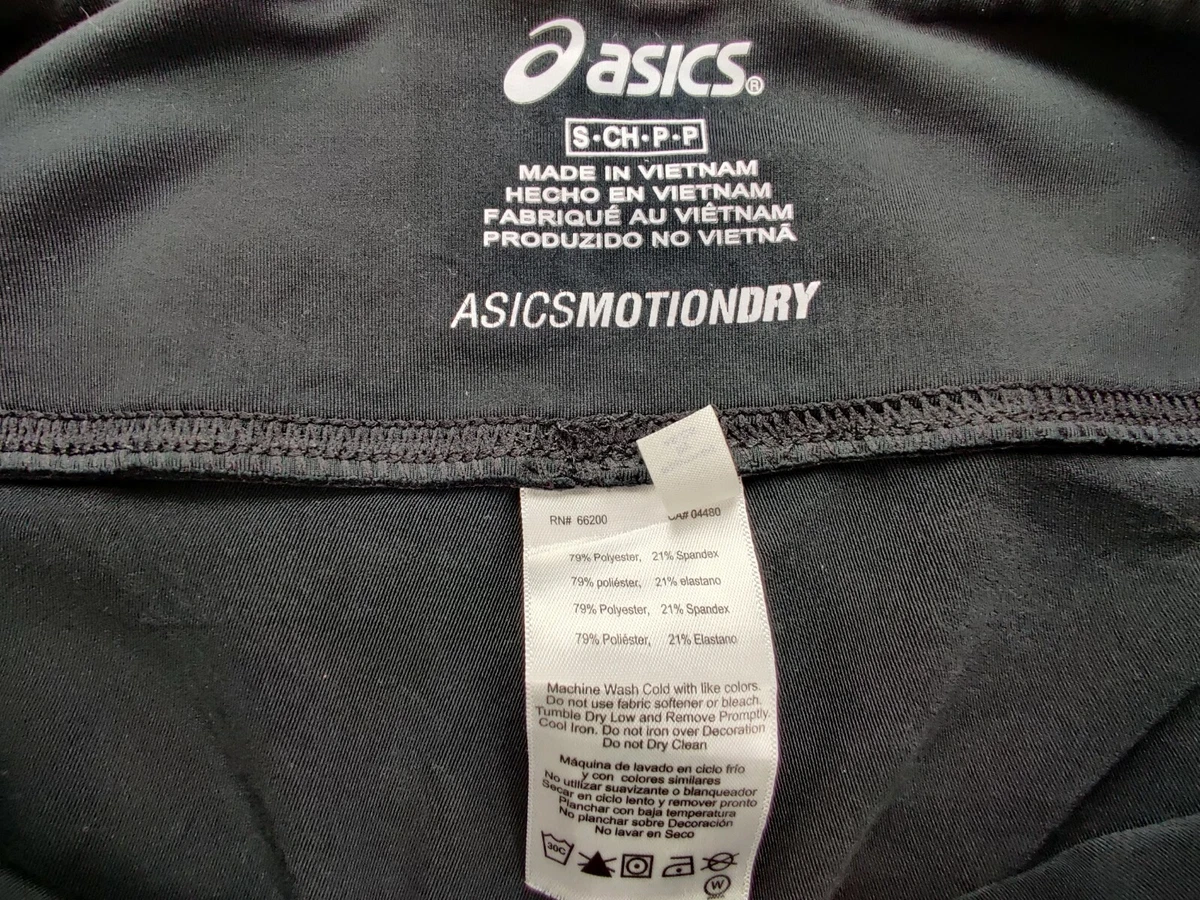 asics®
S·CH·P·P
MADE IN VIETNAM
HECHO EN VIETNAM
FABRIQUÉ AU VIÊTNAM
PRODUZIDO NO VIETNÃ
ASICSMOTIONDRY
RN# 66200 CA# 04480
79% Polyester, 21% Spandex
79% poliéster, 21% elastano
79% Polyester, 21% Spandex
79% Poliéster, 21% Elastano
Machine Wash Cold with like colors.
Do not use fabric softener or bleach.
Tumble Dry Low and Remove Promptly.
Cool Iron. Do not iron over Decoration
Do not Dry Clean
Máquina de lavado en ciclo frío
y con colores similares
No utilizar suavizante o blanqueador
Secar en ciclo lento y remover pronto
Planchar con baja temperatura
No planchar sobre Decoración
No lavar en Seco
30C
W